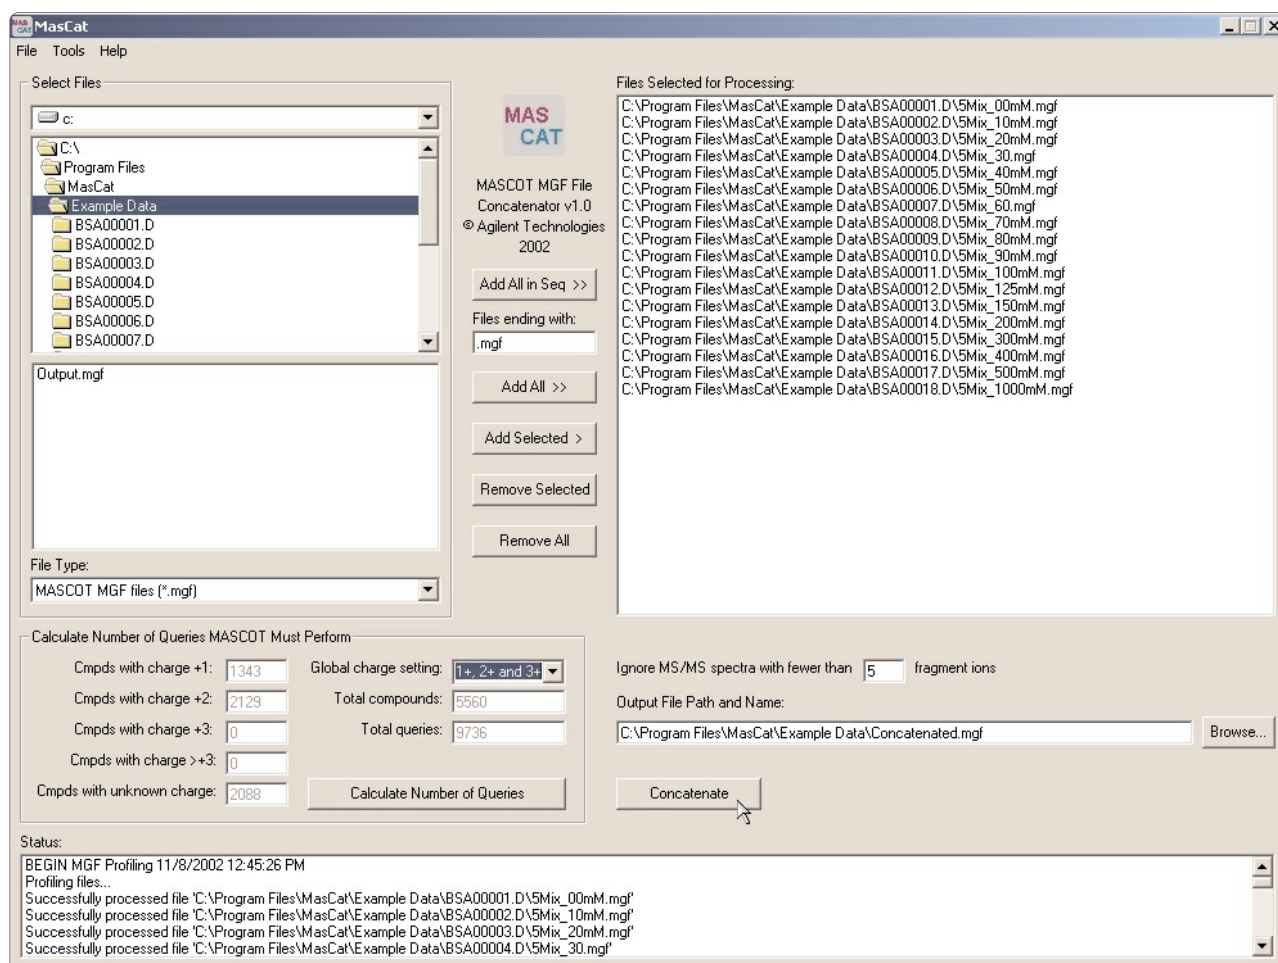 MAS CAT MasCat
File Tools Help
Select Files
c:
C:\
Program Files
MasCat
Example Data
BSA00001.D
BSA00002.D
BSA00003.D
BSA00004.D
BSA00005.D
BSA00006.D
BSA00007.D
Output.mgf
File Type:
MASCOT MGF files (*.mgf)
MAS
CAT
MASCOT MGF File
Concatenator v1.0
© Agilent Technologies
2002
Add All in Seq >>
Files ending with:
.mgf
Add All >>
Add Selected >
Remove Selected
Remove All
Files Selected for Processing:
C:\Program Files\MasCat\Example Data\BSA00001.D\5Mix_00mM.mgf
C:\Program Files\MasCat\Example Data\BSA00002.D\5Mix_10mM.mgf
C:\Program Files\MasCat\Example Data\BSA00003.D\5Mix_20mM.mgf
C:\Program Files\MasCat\Example Data\BSA00004.D\5Mix_30.mgf
C:\Program Files\MasCat\Example Data\BSA00005.D\5Mix_40mM.mgf
C:\Program Files\MasCat\Example Data\BSA00006.D\5Mix_50mM.mgf
C:\Program Files\MasCat\Example Data\BSA00007.D\5Mix_60.mgf
C:\Program Files\MasCat\Example Data\BSA00008.D\5Mix_70mM.mgf
C:\Program Files\MasCat\Example Data\BSA00009.D\5Mix_80mM.mgf
C:\Program Files\MasCat\Example Data\BSA00010.D\5Mix_90mM.mgf
C:\Program Files\MasCat\Example Data\BSA00011.D\5Mix_100mM.mgf
C:\Program Files\MasCat\Example Data\BSA00012.D\5Mix_125mM.mgf
C:\Program Files\MasCat\Example Data\BSA00013.D\5Mix_150mM.mgf
C:\Program Files\MasCat\Example Data\BSA00014.D\5Mix_200mM.mgf
C:\Program Files\MasCat\Example Data\BSA00015.D\5Mix_300mM.mgf
C:\Program Files\MasCat\Example Data\BSA00016.D\5Mix_400mM.mgf
C:\Program Files\MasCat\Example Data\BSA00017.D\5Mix_500mM.mgf
C:\Program Files\MasCat\Example Data\BSA00018.D\5Mix_1000mM.mgf
Calculate Number of Queries MASCOT Must Perform
Cmpds with charge +1: 1343
Cmpds with charge +2: 2129
Cmpds with charge +3: 0
Cmpds with charge >+3: 0
Cmpds with unknown charge: 2088
Global charge setting: 1+, 2+ and 3+
Total compounds: 5560
Total queries: 9736
Calculate Number of Queries
Ignore MS/MS spectra with fewer than 5 fragment ions
Output File Path and Name:
C:\Program Files\MasCat\Example Data\Concatenated.mgf
Browse...
Concatenate
Status:
BEGIN MGF Profiling 11/8/2002 12:45:26 PM
Profiling files...
Successfully processed file 'C:\Program Files\MasCat\Example Data\BSA00001.D\5Mix_00mM.mgf'
Successfully processed file 'C:\Program Files\MasCat\Example Data\BSA00002.D\5Mix_10mM.mgf'
Successfully processed file 'C:\Program Files\MasCat\Example Data\BSA00003.D\5Mix_20mM.mgf'
Successfully processed file 'C:\Program Files\MasCat\Example Data\BSA00004.D\5Mix_30.mgf'